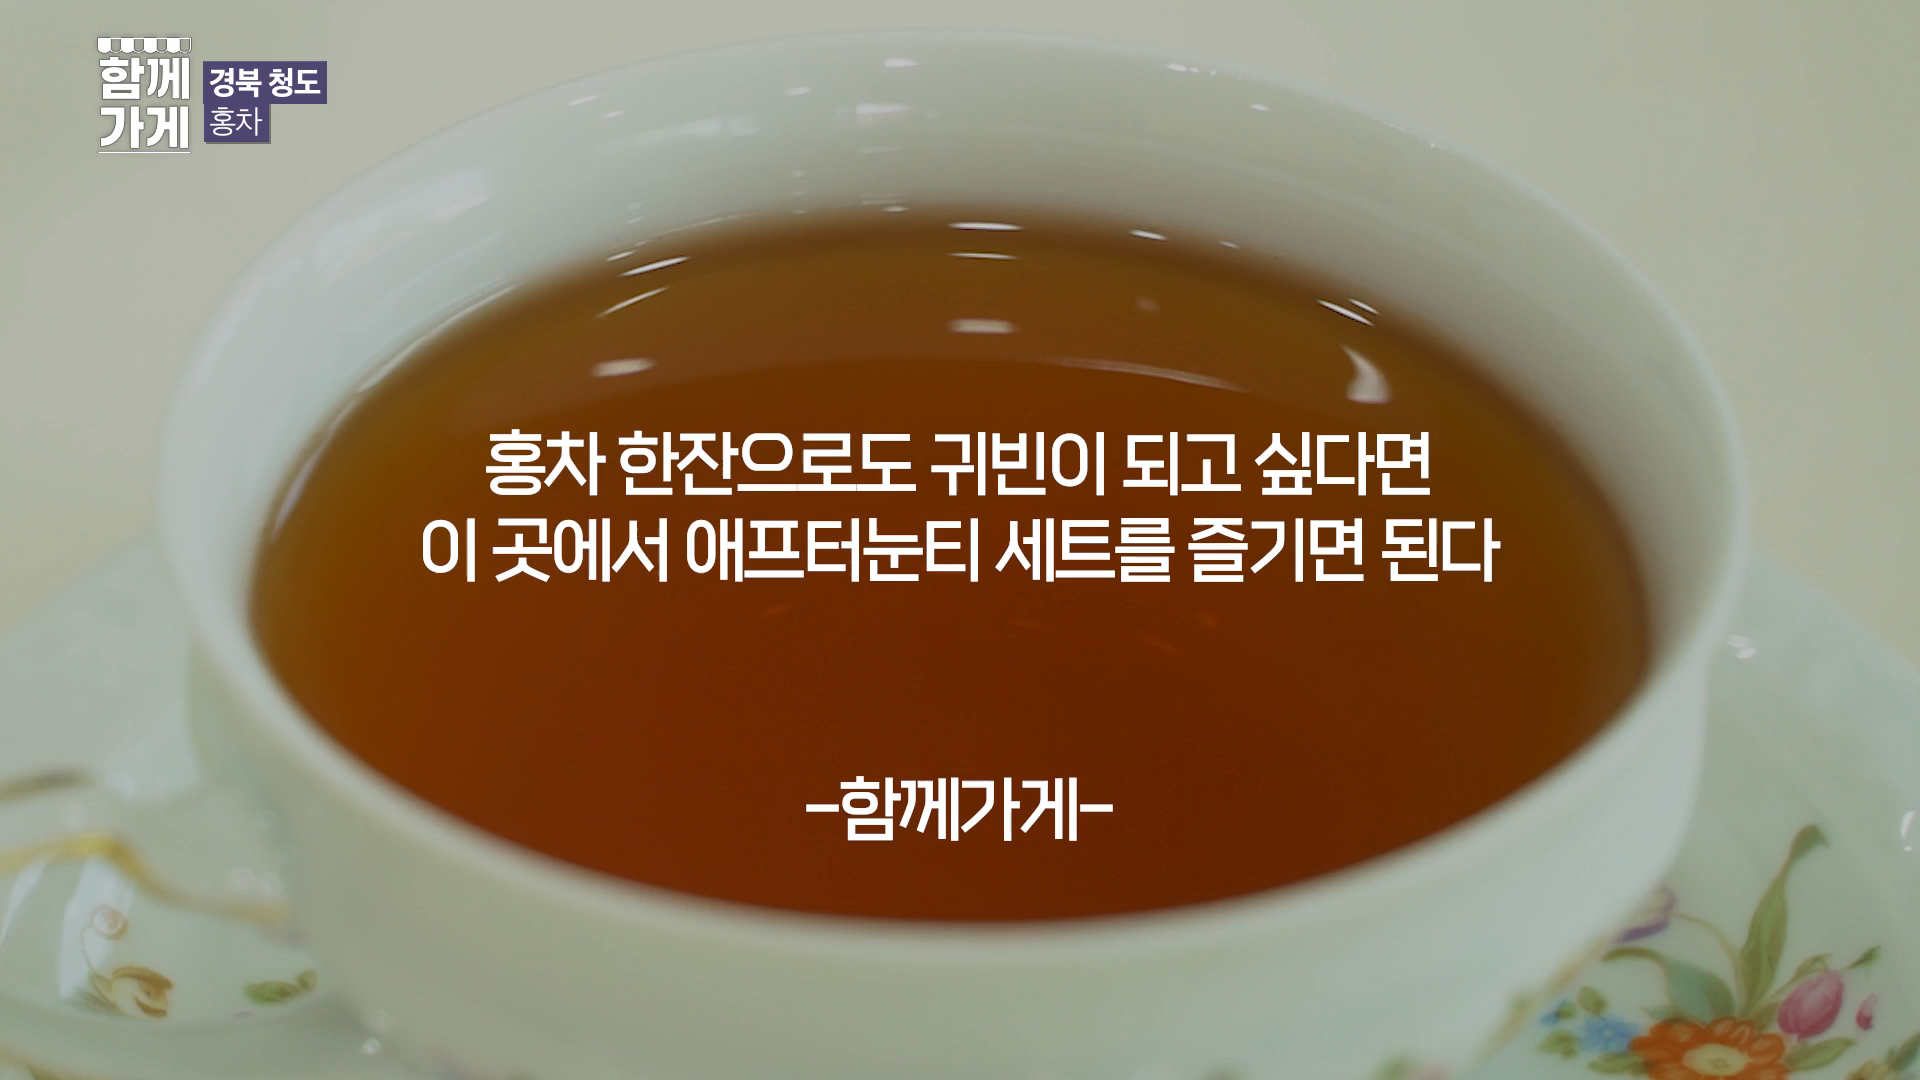 함께
가게
경북 청도
홍차
홍차 한잔으로도 귀빈이 되고 싶다면
이 곳에서 애프터눈티 세트를 즐기면 된다
-함께가게-